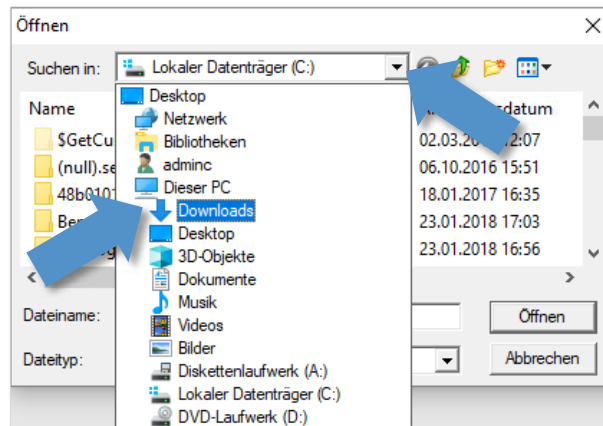 Öffnen
Suchen in: Lokaler Datenträger (C:)
Desktop
Name sdatum
Netzwerk
$GetCu Bibliotheken 02.03.20 12:07
(null).se adminc 06.10.2016 15:51
48b0107 Dieser PC 18.01.2017 16:35
Ben Downloads 23.01.2018 17:03
Desktop 23.01.2018 16:56
3D-Objekte
Dokumente
Dateiname: Musik Öffnen
Videos
Dateityp: Bilder Abbrechen
Diskettenlaufwerk (A:)
Lokaler Datenträger (C:)
DVD-Laufwerk (D:)